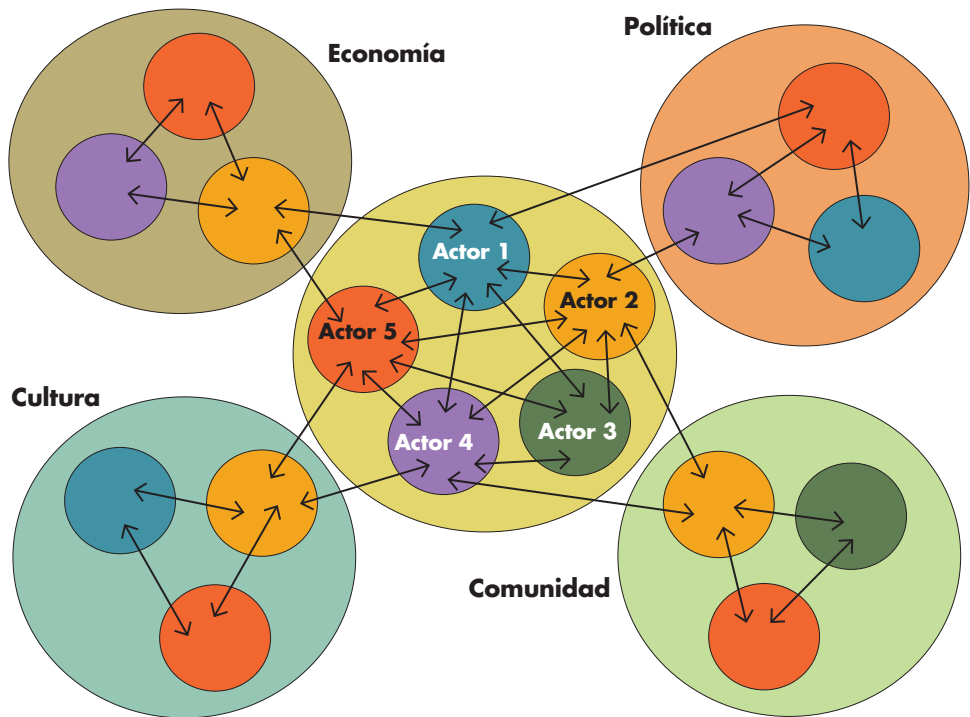 Economía
Política
Actor 1
Actor 2
Actor 5
Actor 3
Actor 4
Cultura
Comunidad